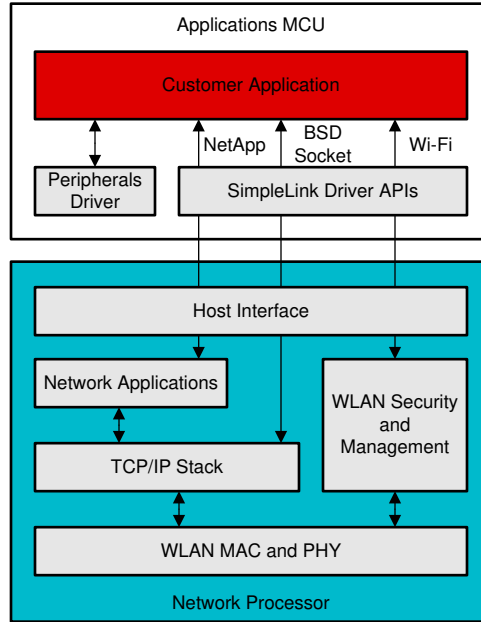 Applications MCU
Customer Application
NetApp
BSD
Socket
Wi-Fi
Peripherals
Driver
SimpleLink Driver APIs
Host Interface
Network Applications
WLAN Security
and
Management
TCP/IP Stack
WLAN MAC and PHY
Network Processor